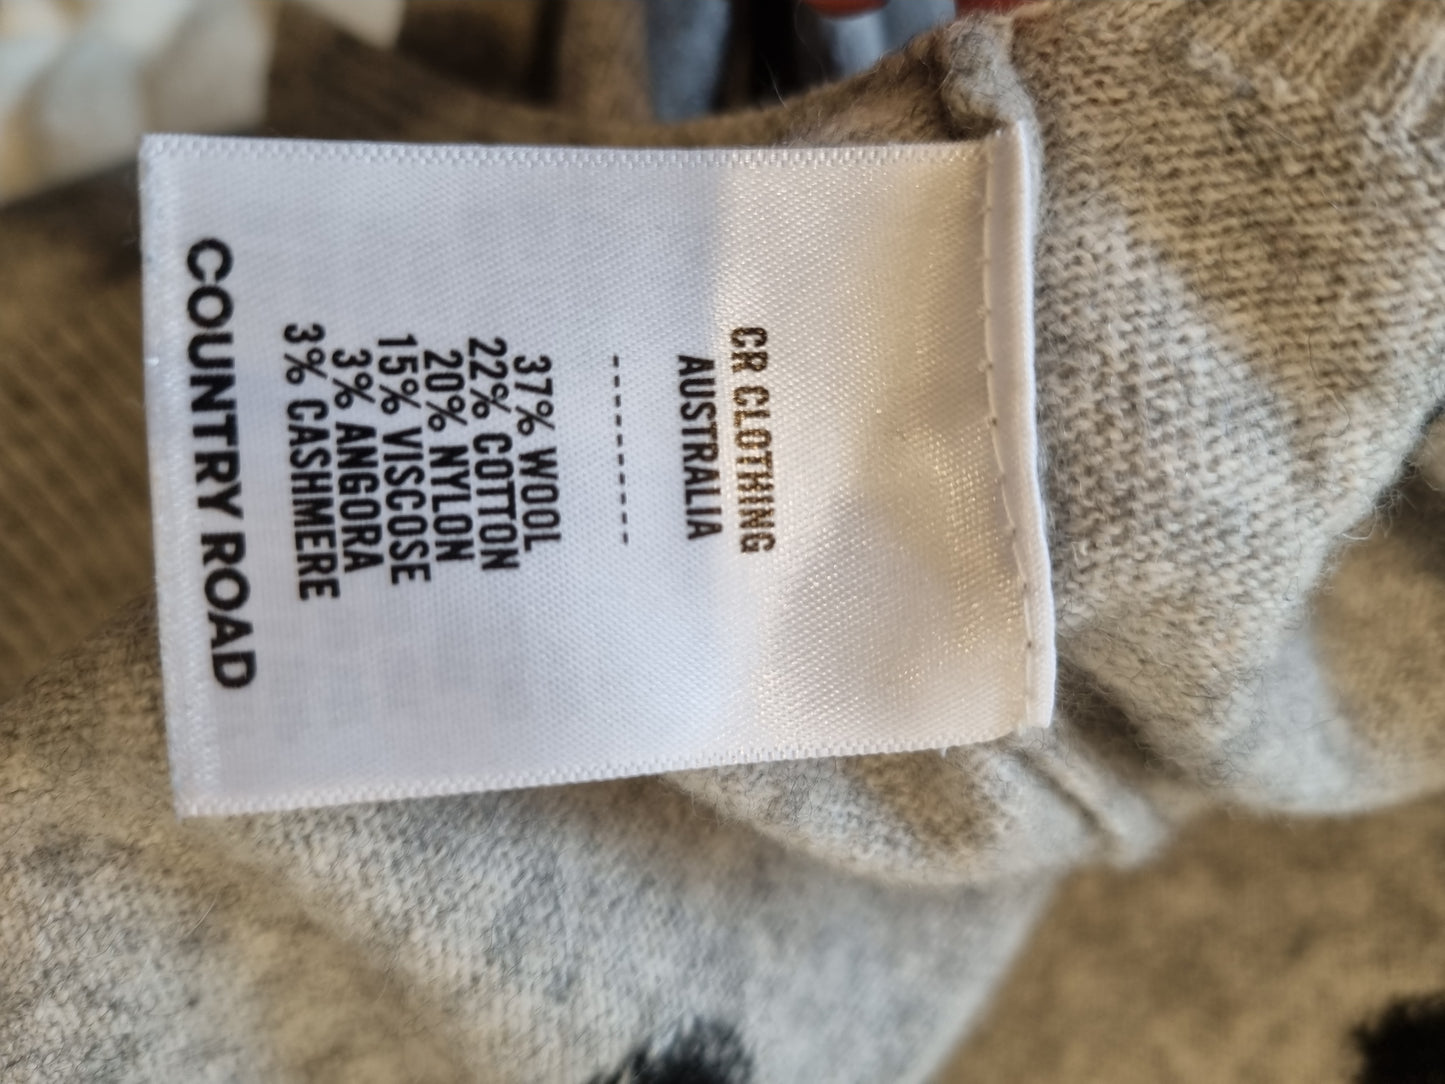 CR CLOTHING
AUSTRALIA
---------
37% WOOL
22% COTTON
20% NYLON
15% VISCOSE
3% ANGORA
3% CASHMERE
COUNTRY ROAD